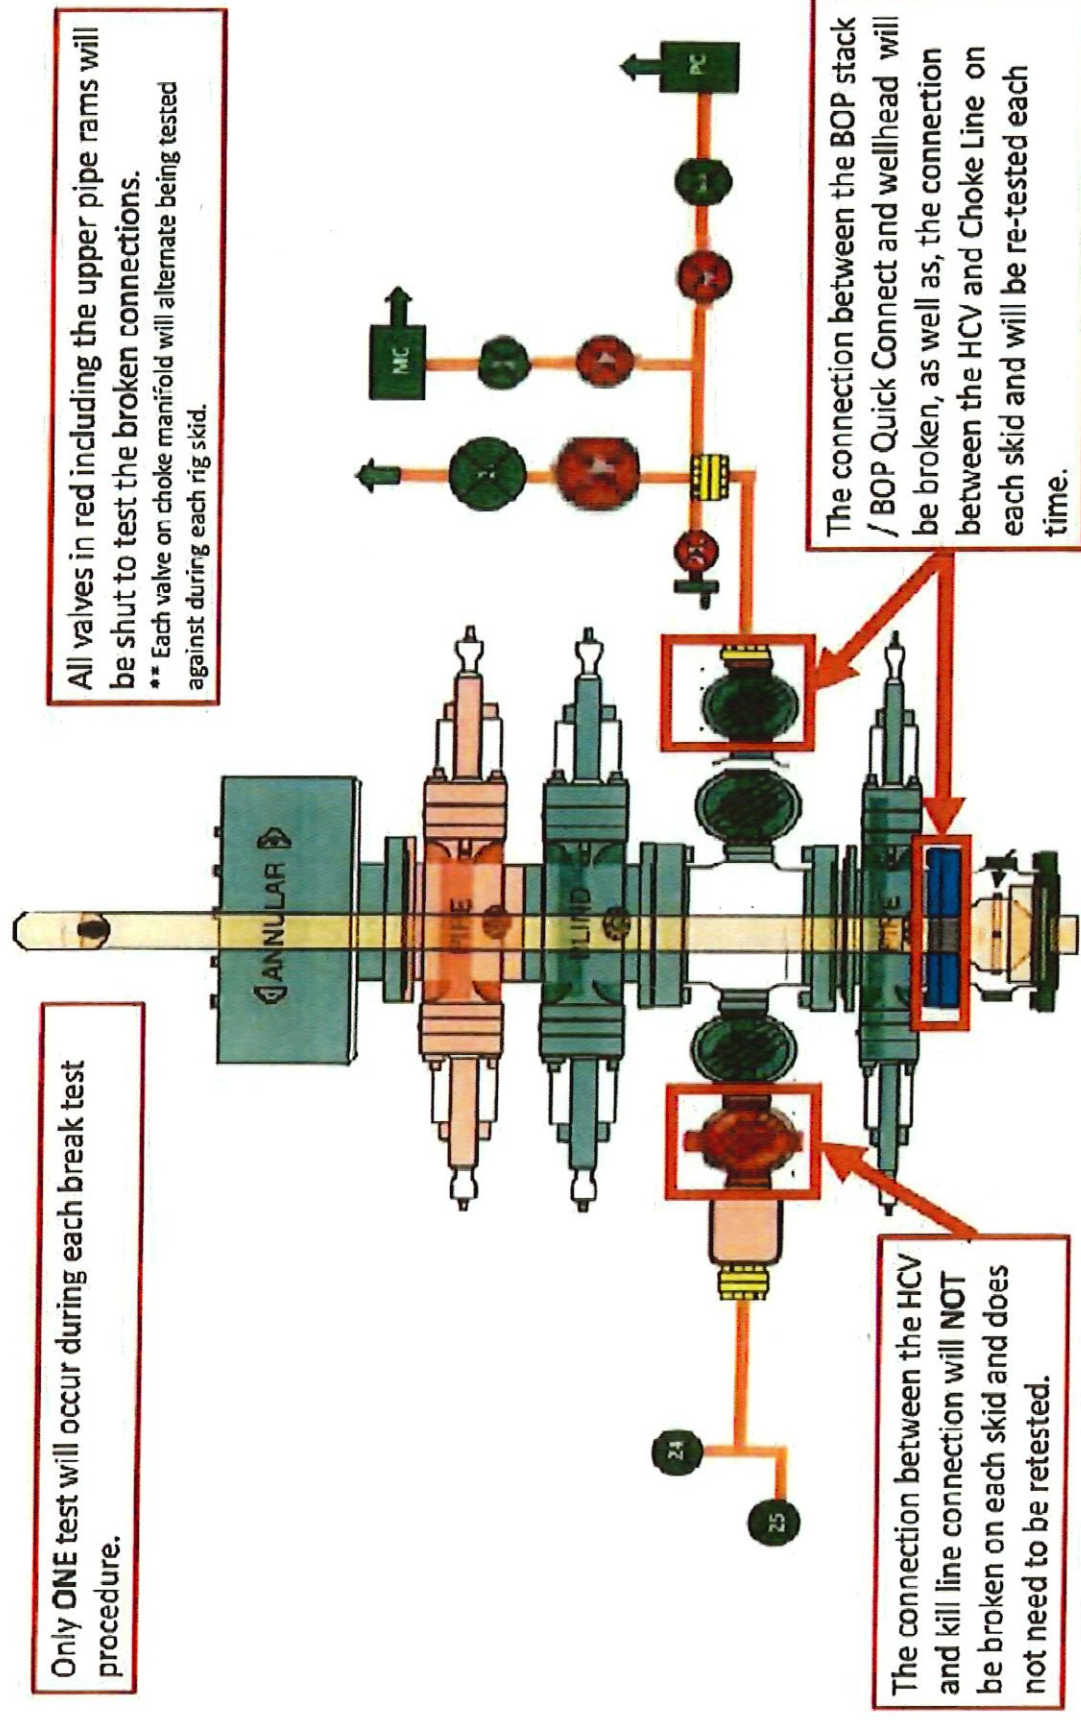 Only ONE test will occur during each break test
procedure.
All valves in red including the upper pipe rams will
be shut to test the broken connections.
** Each valve on choke manifold will alternate being tested
against during each rig skid.
ANNULAR
PIPE
BLIND
PIPE
MG
PC
24
25
The connection between the HCV
and kill line connection will NOT
be broken on each skid and does
not need to be retested.
The connection between the BOP stack
/ BOP Quick Connect and wellhead will
be broken, as well as, the connection
between the HCV and Choke Line on
each skid and will be re-tested each
time.